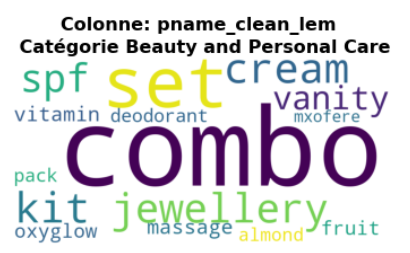 Colonne: pname_clean_lem
Catégorie Beauty and Personal Care
spf set cream
vitamin deodorant vanity
mxofere
combo
pack
kit jewellery
oxyglow massage almond fruit